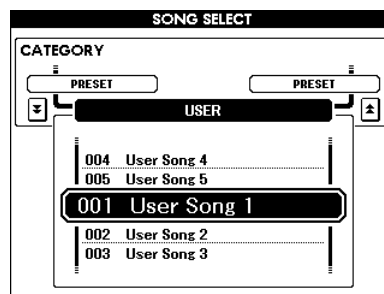 SONG SELECT
CATEGORY
PRESET PRESET
USER
004 User Song 4
005 User Song 5
001 User Song 1
002 User Song 2
003 User Song 3